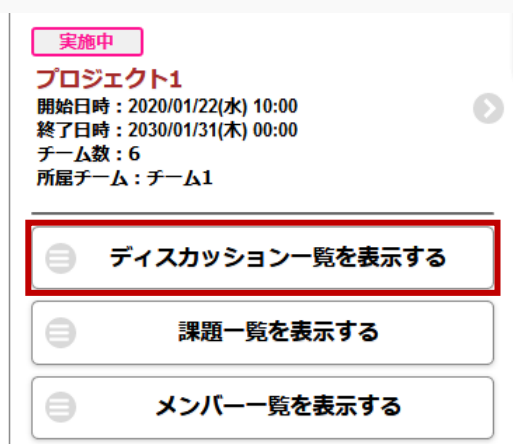 実施中
プロジェクト1
開始日時：2020/01/22(水) 10:00
終了日時：2030/01/31(木) 00:00
チーム数：6
所属チーム：チーム1
ディスカッション一覧を表示する
課題一覧を表示する
メンバー一覧を表示する